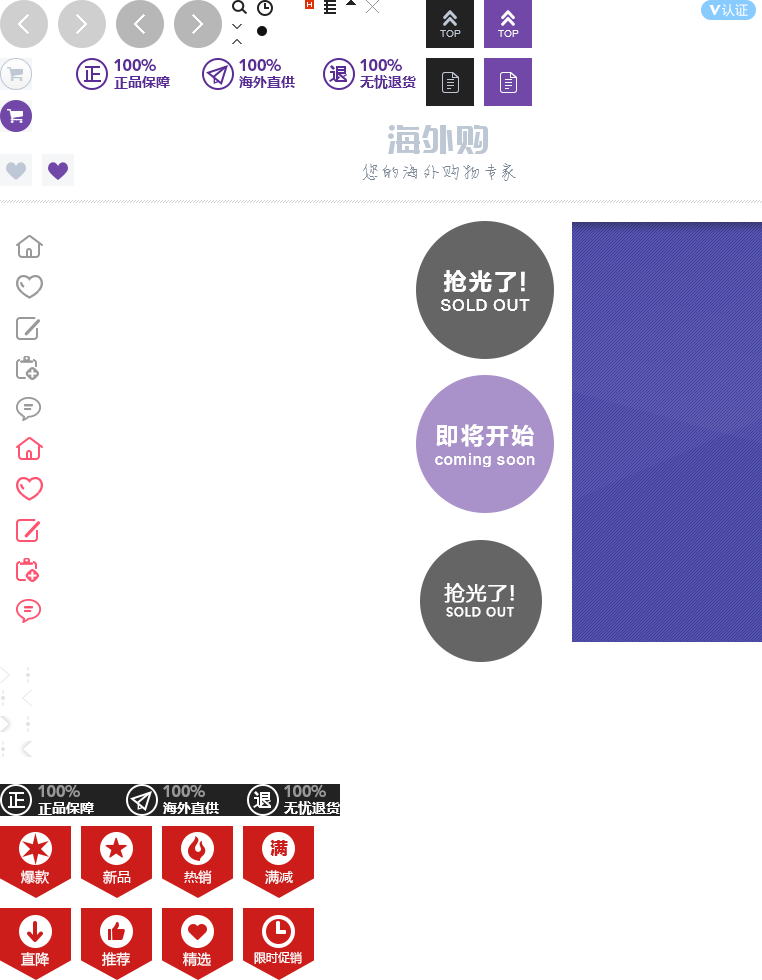 V认证
TOP
TOP
正 100% 正品保障
100% 海外直供
退 100% 无忧退货
海外购
您的海外购物专家
抢光了!
SOLD OUT
即将开始
coming soon
抢光了!
SOLD OUT
正 100% 正品保障
100% 海外直供
退 100% 无忧退货
爆款
新品
热销
满
满减
直降
推荐
精选
限时促销
H